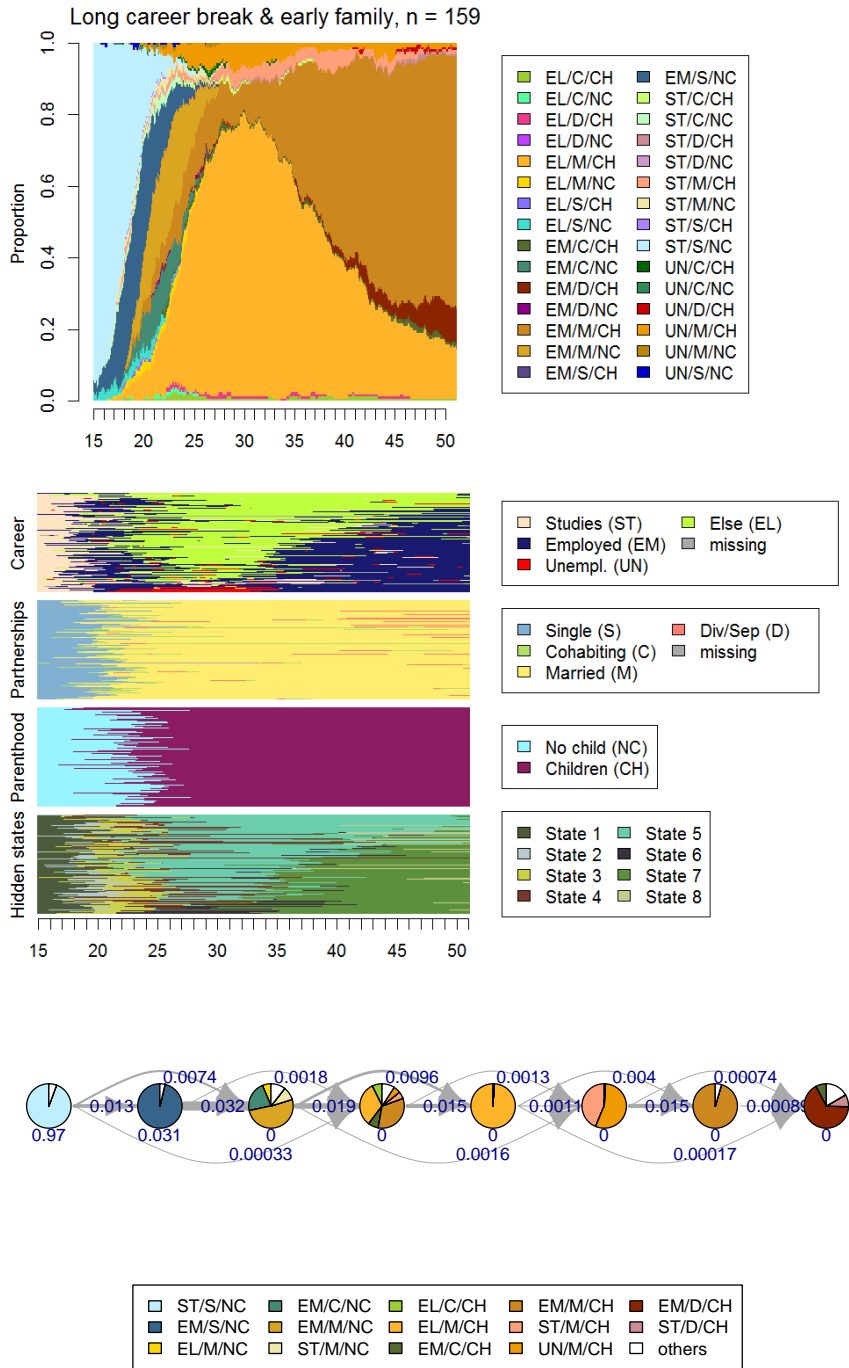 Long career break & early family, n = 159
Proportion
0.0 0.2 0.4 0.6 0.8 1.0
15 20 25 30 35 40 45 50
EL/C/CH EM/S/NC
EL/C/NC ST/C/CH
EL/D/CH ST/C/NC
EL/D/NC ST/D/CH
EL/M/CH ST/D/NC
EL/M/NC ST/M/CH
EL/S/CH ST/M/NC
EL/S/NC ST/S/CH
EM/C/CH ST/S/NC
EM/C/NC UN/C/CH
EM/D/CH UN/C/NC
EM/D/NC UN/D/CH
EM/M/CH UN/M/CH
EM/M/NC UN/M/NC
EM/S/CH UN/S/NC
Career
Studies (ST) Else (EL)
Employed (EM) missing
Unempl. (UN)
Partnerships
Single (S) Div/Sep (D)
Cohabiting (C) missing
Married (M)
Parenthood
No child (NC)
Children (CH)
Hidden states
State 1 State 5
State 2 State 6
State 3 State 7
State 4 State 8
15 20 25 30 35 40 45 50
0.0074 0.0018 0.0096 0.0013 0.004 0.00074
0.013 0.032 0.019 0.015 0.0011 0.015 0.00089
0.97 0.031 0 0 0 0 0 0
0.00033 0.0016 0.00017
ST/S/NC EM/C/NC EL/C/CH EM/M/CH EM/D/CH
EM/S/NC EM/M/NC EL/M/CH ST/M/CH ST/D/CH
EL/M/NC ST/M/NC EM/C/CH UN/M/CH others